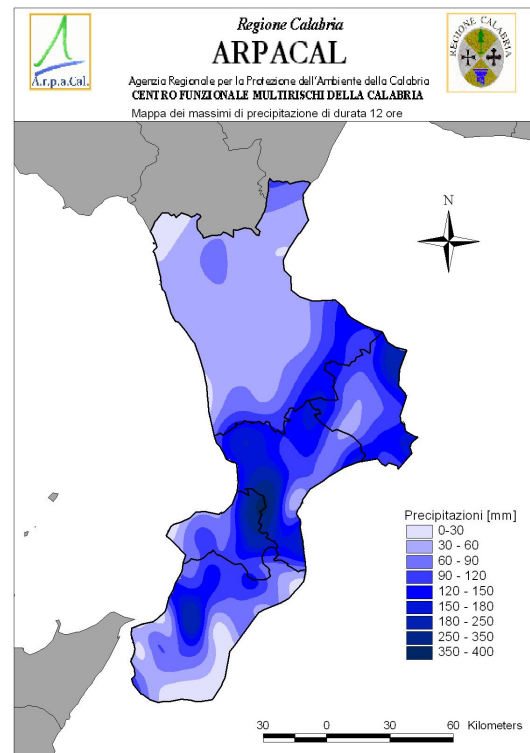 Regione Calabria
ARPACAL
Agenzia Regionale per la Protezione dell'Ambiente della Calabria
CENTRO FUNZIONALE MULTIRISCHI DELLA CALABRIA
Mappa dei massimi di precipitazione di durata 12 ore
A.r.p.a.Cal.
REGIONE CALABRIA
N
Precipitazioni [mm]
0-30
30 - 60
60 - 90
90 - 120
120 - 150
150 - 180
180 - 250
250 - 350
350 - 400
30 0 30 60 Kilometers